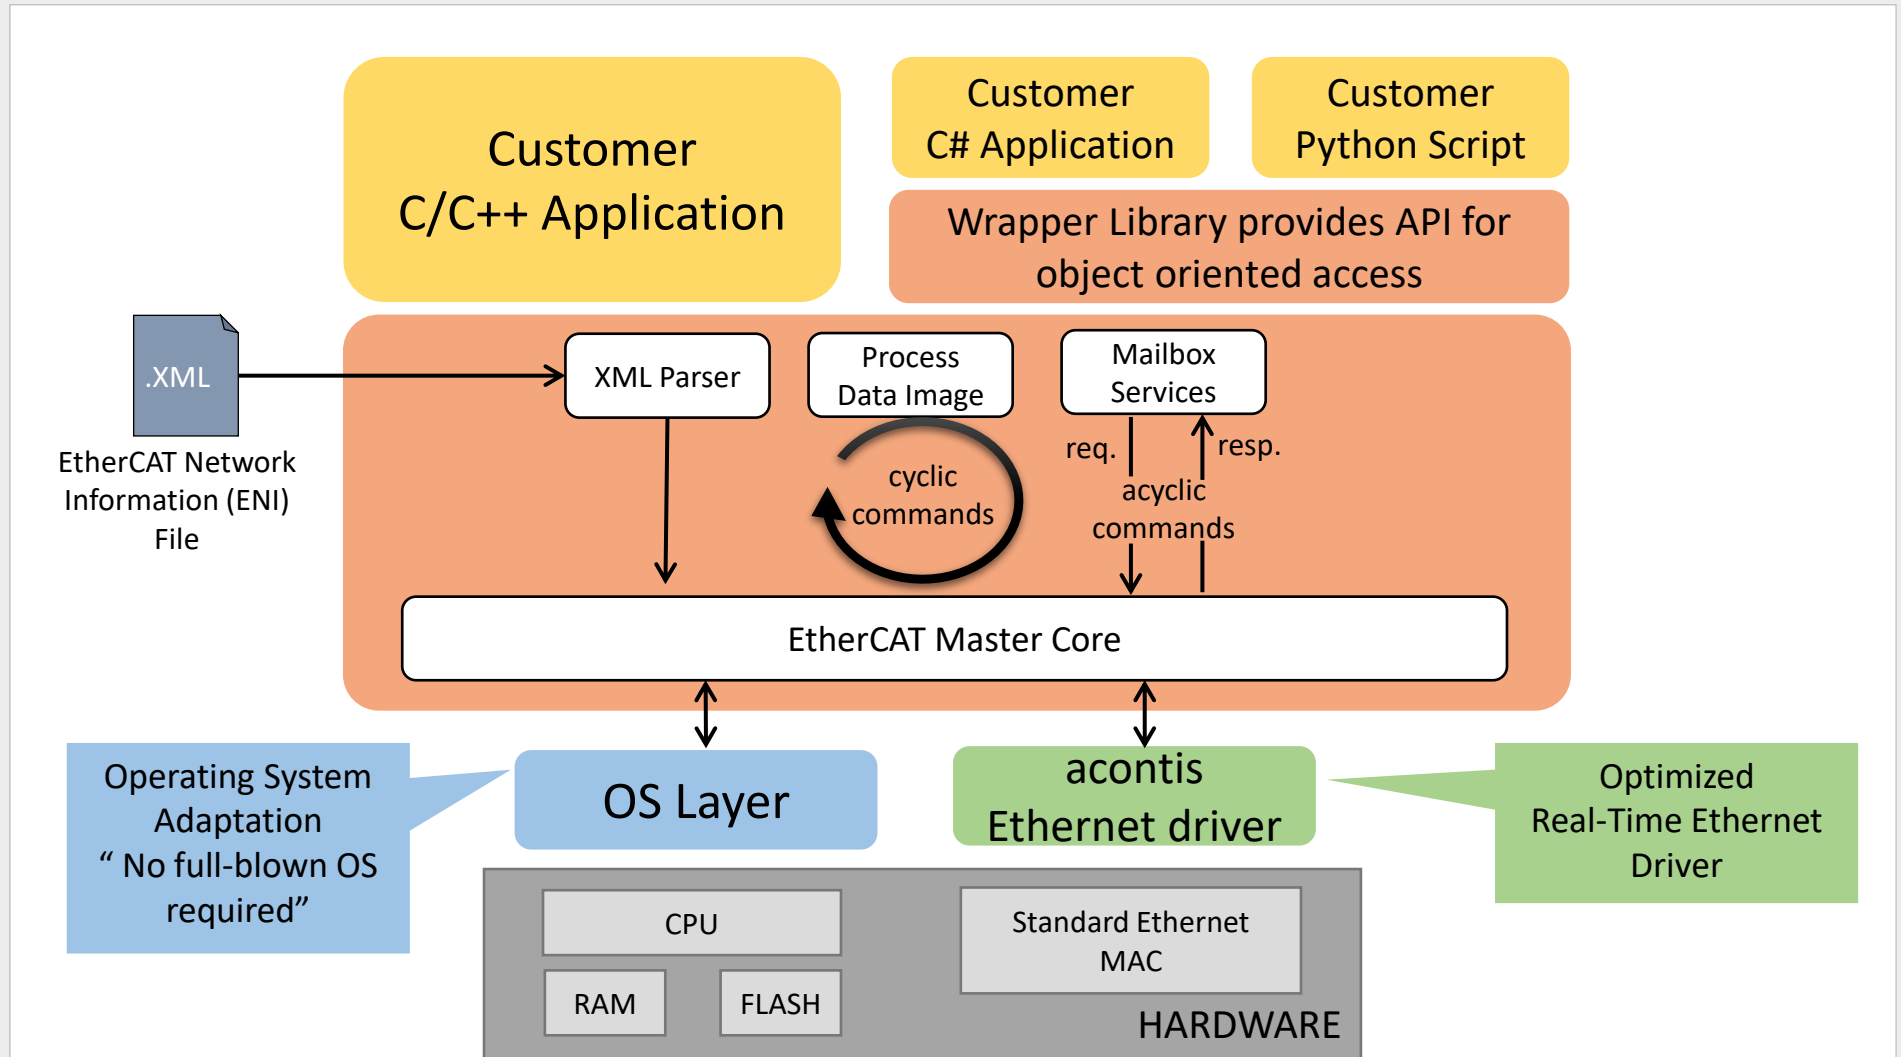 Customer
C/C++ Application
Customer
C# Application
Customer
Python Script
Wrapper Library provides API for
object oriented access
.XML
EtherCAT Network
Information (ENI)
File
XML Parser
Process
Data Image
Mailbox
Services
cyclic
commands
req.
resp.
acyclic
commands
EtherCAT Master Core
Operating System
Adaptation
“ No full-blown OS
required”
OS Layer
acontis
Ethernet driver
Optimized
Real-Time Ethernet
Driver
CPU
RAM
FLASH
Standard Ethernet
MAC
HARDWARE